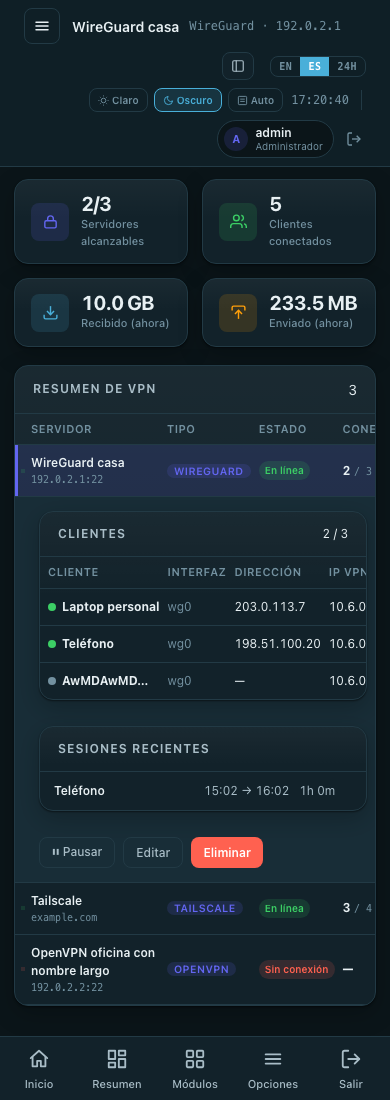 WireGuard casa WireGuard · 192.0.2.1
EN ES 24H
Claro Oscuro Auto 17:20:40
A admin
Administrador
2/3
Servidores
alcanzables
5
Clientes
conectados
10.0 GB
Recibido (ahora)
233.5 MB
Enviado (ahora)
RESUMEN DE VPN 3
SERVIDOR TIPO ESTADO CONE
WireGuard casa WIREGUARD En línea 2 / 3
192.0.2.1:22
CLIENTES 2 / 3
CLIENTE INTERFAZ DIRECCIÓN IP VPN
Laptop personal wg0 203.0.113.7 10.6.0
Teléfono wg0 198.51.100.20 10.6.0
AwMDAwMD... wg0 — 10.6.0
SESIONES RECIENTES
Teléfono 15:02 → 16:02 1h 0m
Pausar Editar Eliminar
Tailscale TAILSCALE En línea 3 / 4
example.com
OpenVPN oficina con
nombre largo OPENVPN Sin conexión —
192.0.2.2:22
Inicio Resumen Módulos Opciones Salir